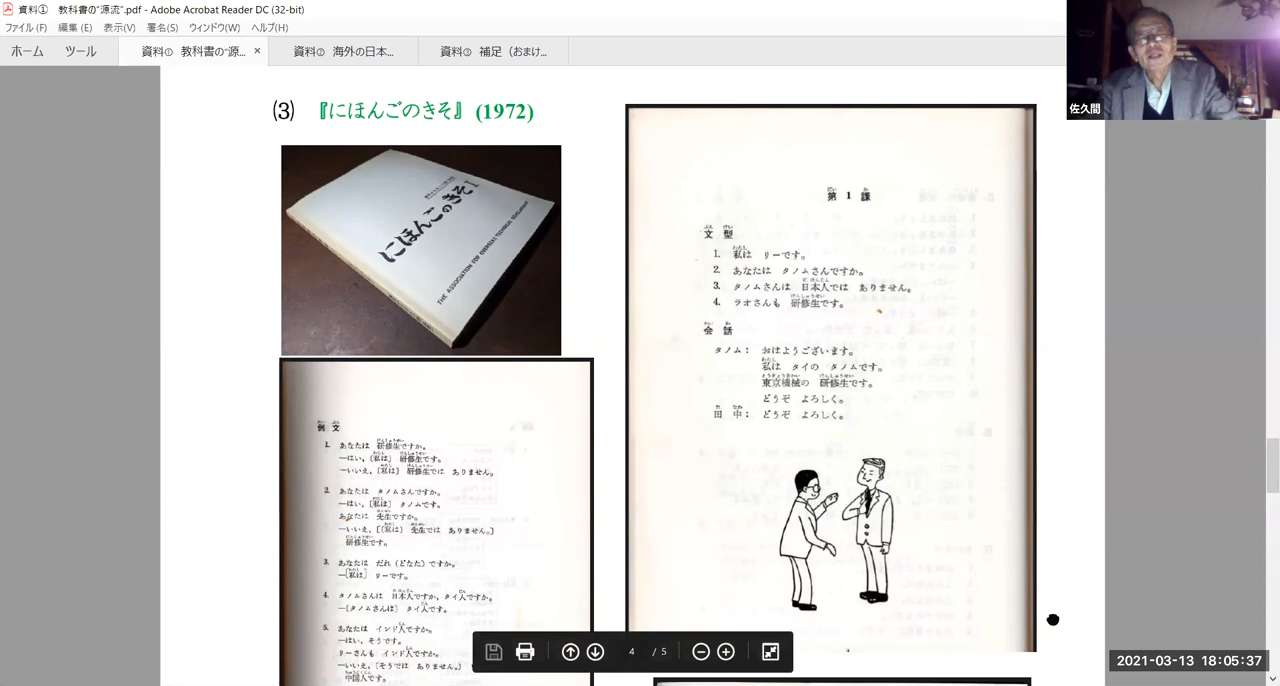 資料① 教科書の“源流”.pdf - Adobe Acrobat Reader DC (32-bit)
ファイル(F) 編集(E) 表示(V) 署名(S) ウィンドウ(W) ヘルプ(H)
ホーム ツール 資料① 教科書の“源... × 資料② 海外の日本... 資料③ 補足（おまけ...
佐久間
(3) 『にほんごのきそ』 (1972)
にほんごのきそ I
THE ASSOCIATION FOR OVERSEAS TECHNICAL SCHOLARSHIP
第 1 課
文 型
1. 私は リーです。
2. あなたは タノムさんですか。
3. タノムさんは 日本人では ありません。
4. ラオさんも 研修生です。
会 話
タノム： おはようございます。
私は タイの タノムです。
東京機械の 研修生です。
どうぞ よろしく。
田 中： どうぞ よろしく。
例 文
1. あなたは 研修生ですか。
—はい，〔私は〕 研修生です。
—いいえ，〔私は〕 研修生では ありません。
2. あなたは タノムさんですか。
—はい，〔私は〕 タノムです。
あなたは 先生ですか。
—いいえ，〔〔私は〕 先生では ありません。〕
研修生です。
3. あなたは だれ（どなた）ですか。
—〔私は〕 リーです。
4. タノムさんは 日本人ですか，タイ人ですか。
—〔タノムさんは〕 タイ人です。
5. あなたは インド人ですか。
—はい，そうです。
リーさんも インド人ですか。
—いいえ，〔そうでは ありません。〕
中国人です。
4 / 5
2021-03-13 18:05:37